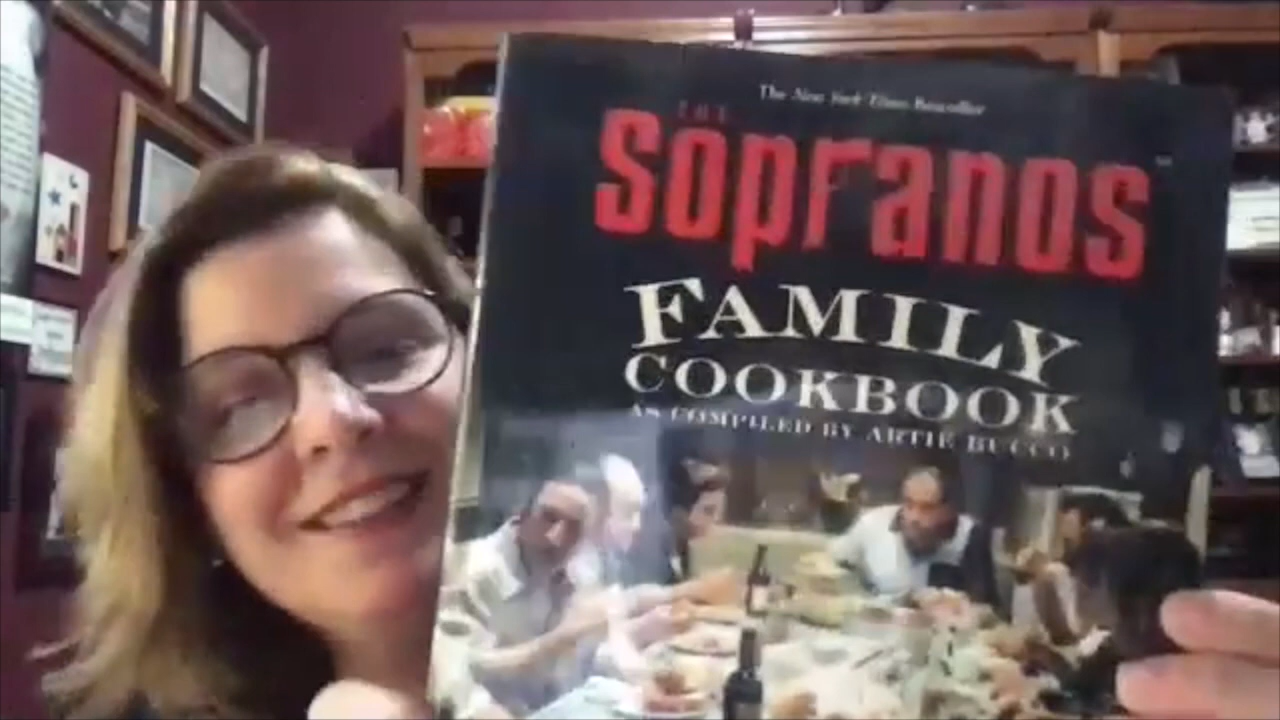 The New York Times Bestseller
THE
Sopranos
FAMILY
COOKBOOK
AS COMPILED BY ARTIE BUCCO